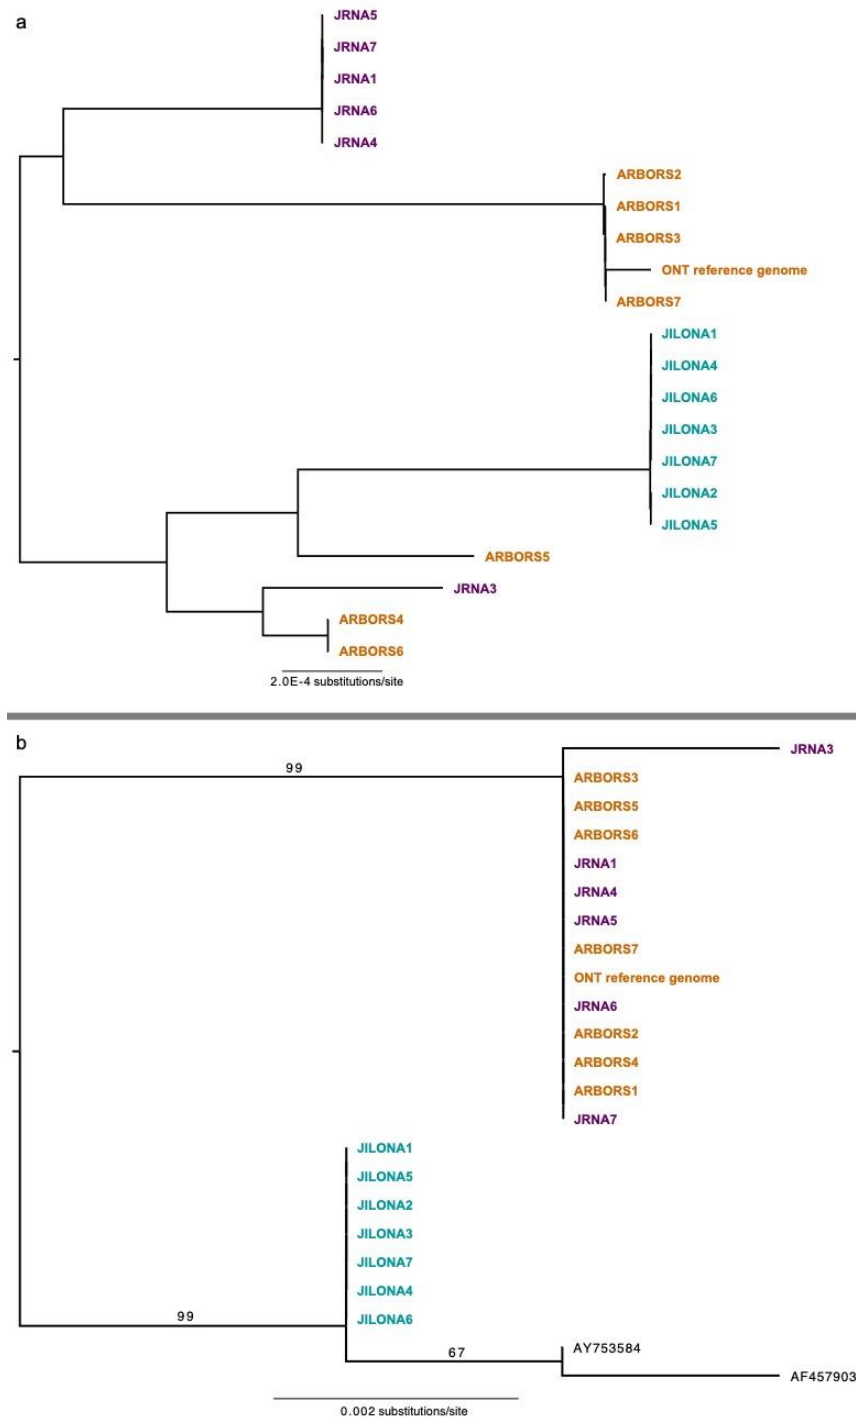 a
JRNA5
JRNA7
JRNA1
JRNA6
JRNA4
ARBORS2
ARBORS1
ARBORS3
ONT reference genome
ARBORS7
JILONA1
JILONA4
JILONA6
JILONA3
JILONA7
JILONA2
JILONA5
ARBORS5
JRNA3
ARBORS4
ARBORS6
2.0E-4 substitutions/site
b
JRNA3
99
ARBORS3
ARBORS5
ARBORS6
JRNA1
JRNA4
JRNA5
ARBORS7
ONT reference genome
JRNA6
ARBORS2
ARBORS4
ARBORS1
JRNA7
JILONA1
JILONA5
JILONA2
JILONA3
JILONA7
JILONA4
JILONA6
99
67
AY753584
AF457903
0.002 substitutions/site